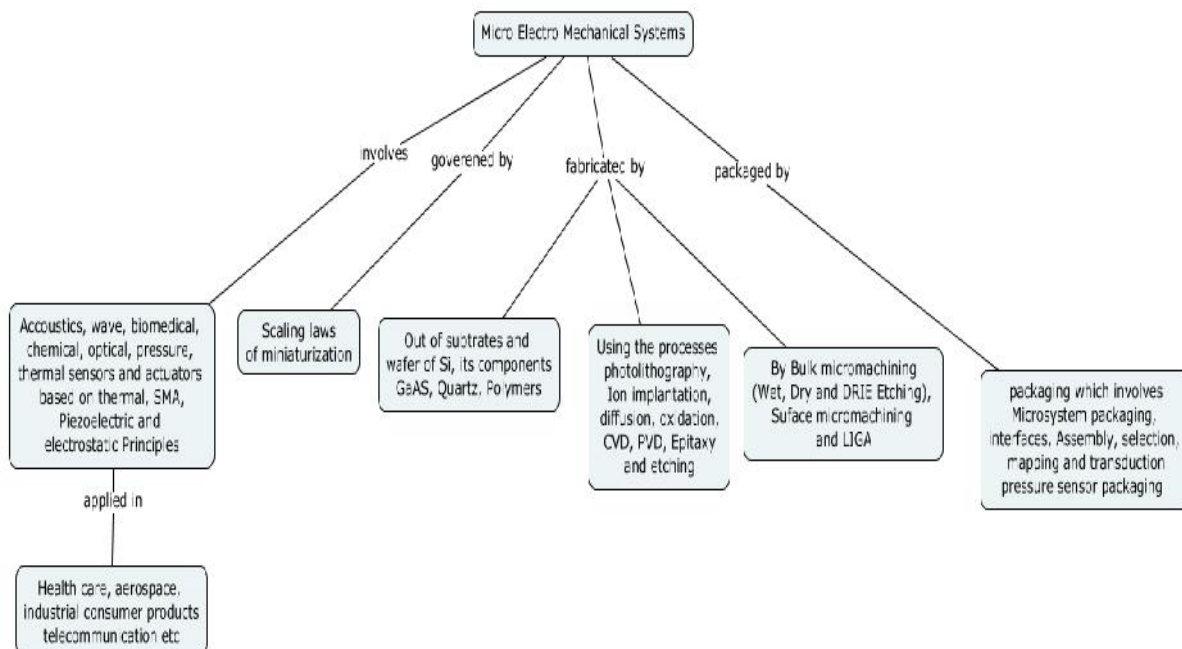 Micro Electro Mechanical Systems
involves
goverened by
fabricated by
packaged by
Accoustics, wave, biomedical,
chemical, optical, pressure,
thermal sensors and actuators
based on thermal, SMA,
Piezoelectric and
electrostatic Principles
Scaling laws
of miniaturization
Out of subtrates and
wafer of Si, its components
GaAS, Quartz, Polymers
Using the processes
photolithography,
Ion implantation,
diffusion, oxidation,
CVD, PVD, Epitaxy
and etching
By Bulk micromachining
(Wet, Dry and DRIE Etching),
Suface micromachining
and LIGA
packaging which involves
Microsystem packaging,
interfaces, Assembly, selection,
mapping and transduction
pressure sensor packaging
applied in
Health care, aerospace,
industrial consumer products
telecommunication etc